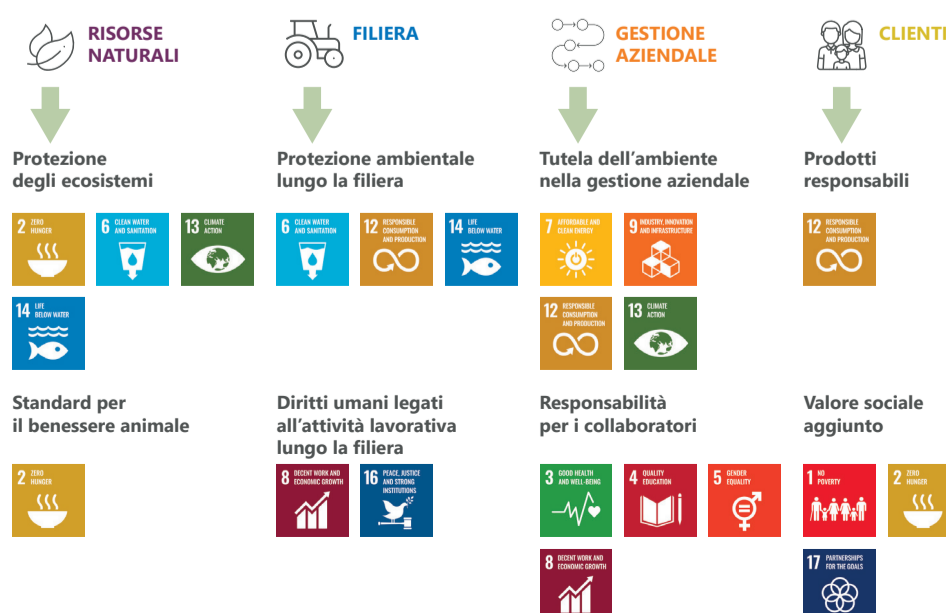 RISORSE
NATURALI
FILIERA
GESTIONE
AZIENDALE
CLIENTI
Protezione
degli ecosistemi
Protezione ambientale
lungo la filiera
Tutela dell'ambiente
nella gestione aziendale
Prodotti
responsabili
2 ZERO
HUNGER
6 CLEAN WATER
AND SANITATION
13 CLIMATE
ACTION
14 LIFE
BELOW WATER
6 CLEAN WATER
AND SANITATION
12 RESPONSIBLE
CONSUMPTION
AND PRODUCTION
14 LIFE
BELOW WATER
7 AFFORDABLE AND
CLEAN ENERGY
9 INDUSTRY, INNOVATION
AND INFRASTRUCTURE
12 RESPONSIBLE
CONSUMPTION
AND PRODUCTION
13 CLIMATE
ACTION
12 RESPONSIBLE
CONSUMPTION
AND PRODUCTION
Standard per
il benessere animale
Diritti umani legati
all'attività lavorativa
lungo la filiera
Responsabilità
per i collaboratori
Valore sociale
aggiunto
2 ZERO
HUNGER
8 DECENT WORK AND
ECONOMIC GROWTH
16 PEACE, JUSTICE
AND STRONG
INSTITUTIONS
3 GOOD HEALTH
AND WELL-BEING
4 QUALITY
EDUCATION
5 GENDER
EQUALITY
8 DECENT WORK AND
ECONOMIC GROWTH
1 NO
POVERTY
2 ZERO
HUNGER
17 PARTNERSHIPS
FOR THE GOALS